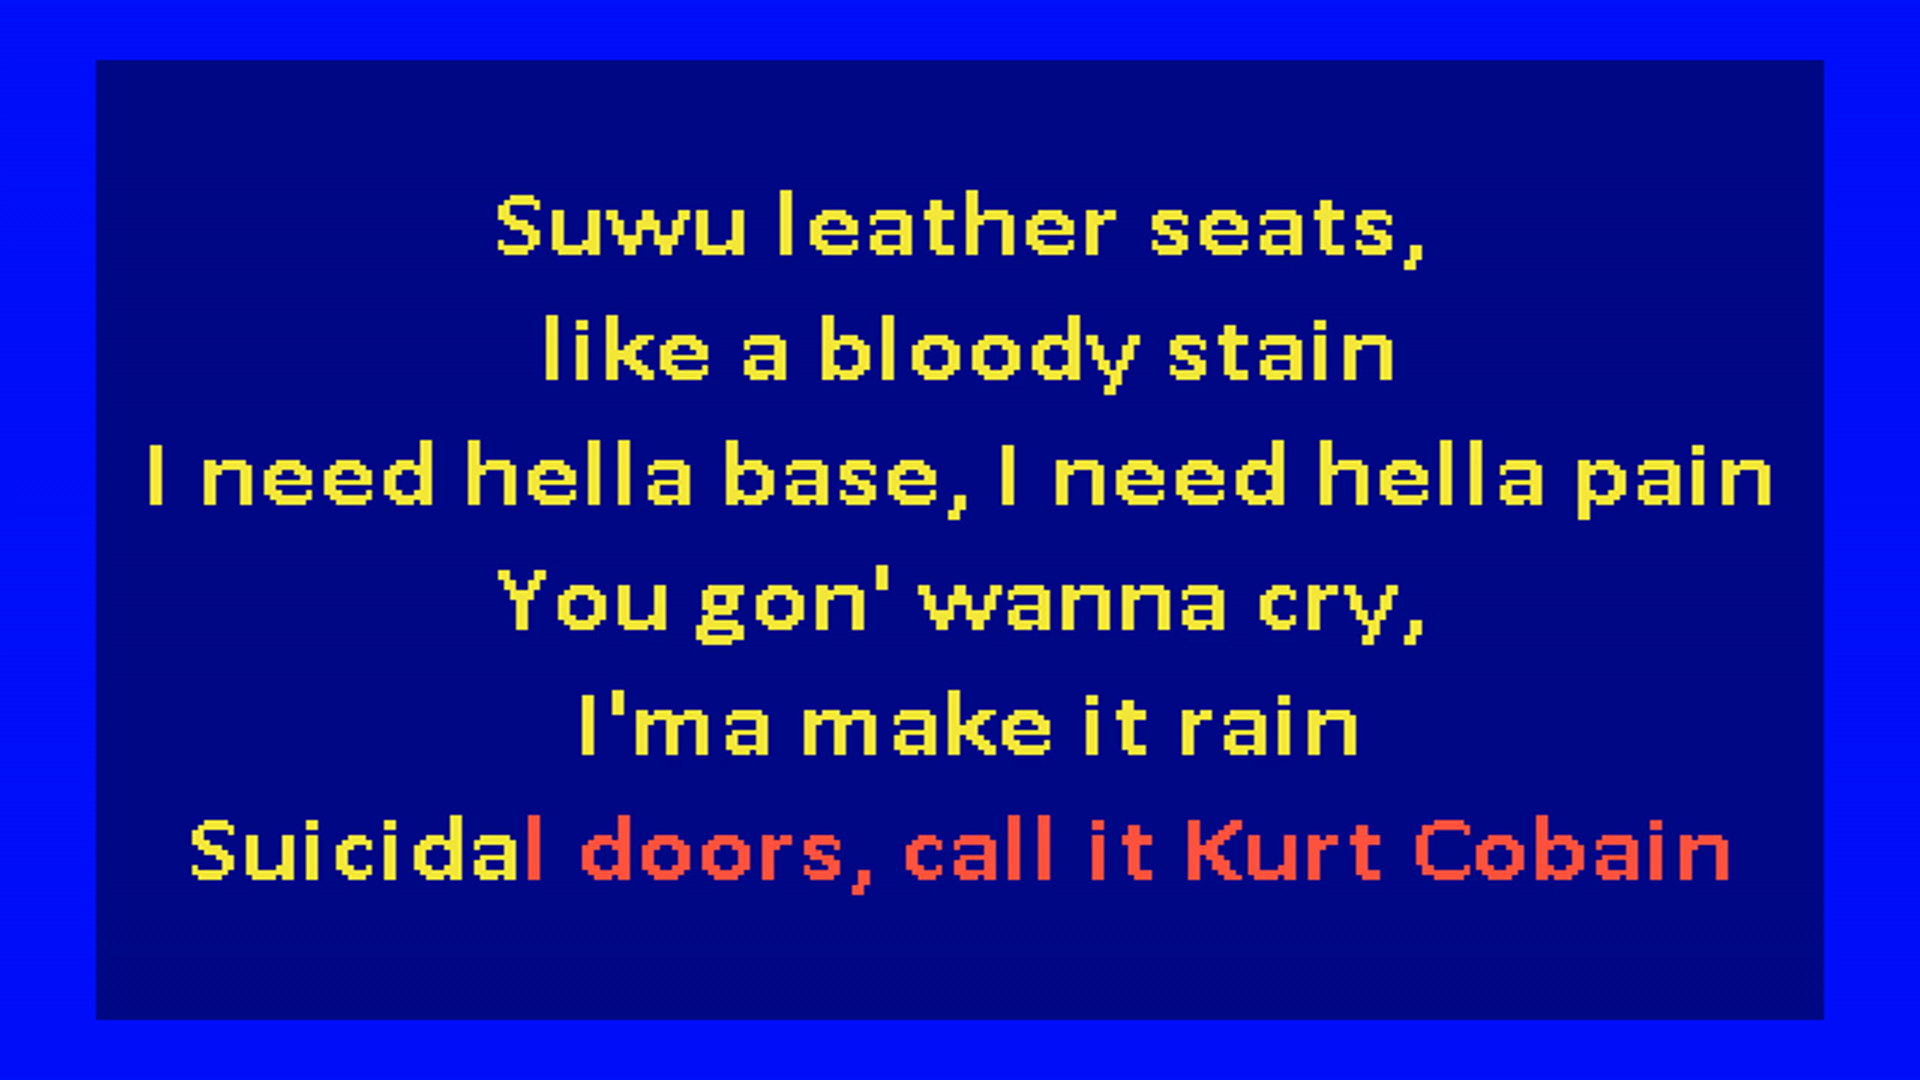 Suwu leather seats,
like a bloody stain
I need hella base, I need hella pain
You gon' wanna cry,
I'ma make it rain
Suicidal doors, call it Kurt Cobain